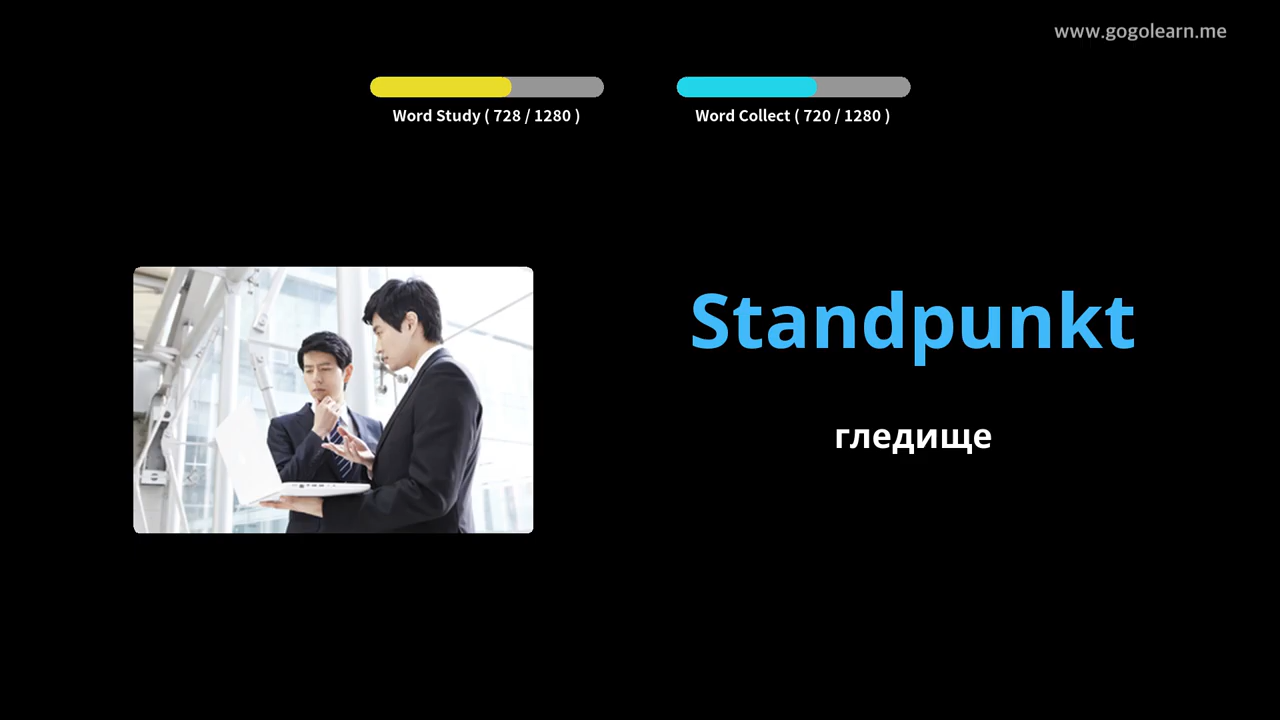 www.gogolearn.me
Word Study ( 728 / 1280 )
Word Collect ( 720 / 1280 )
Standpunkt
гледище